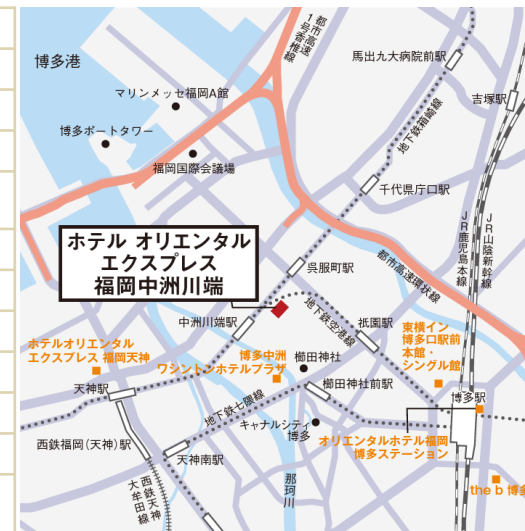 都市高速
1号香椎線
博多港
馬出九大病院前駅
マリンメッセ福岡A館
吉塚駅
地下鉄箱崎線
博多ポートタワー
福岡国際会議場
千代県庁口駅
ホテル オリエンタル
エクスプレス
福岡中洲川端
JR鹿児島本線
JR山陰新幹線
呉服町駅
都市高速環状線
中洲川端駅
地下鉄空港線
祇園駅
東横イン
博多口駅前
本館・
シングル館
ホテルオリエンタル
エクスプレス 福岡天神
博多中洲
ワシントンホテルプラザ
櫛田神社
天神駅
櫛田神社前駅
博多駅
地下鉄七隈線
キャナルシティ
博多
オリエンタルホテル福岡
博多ステーション
西鉄福岡(天神)駅
天神南駅
西鉄天神
大牟田線
那珂川
the b 博多